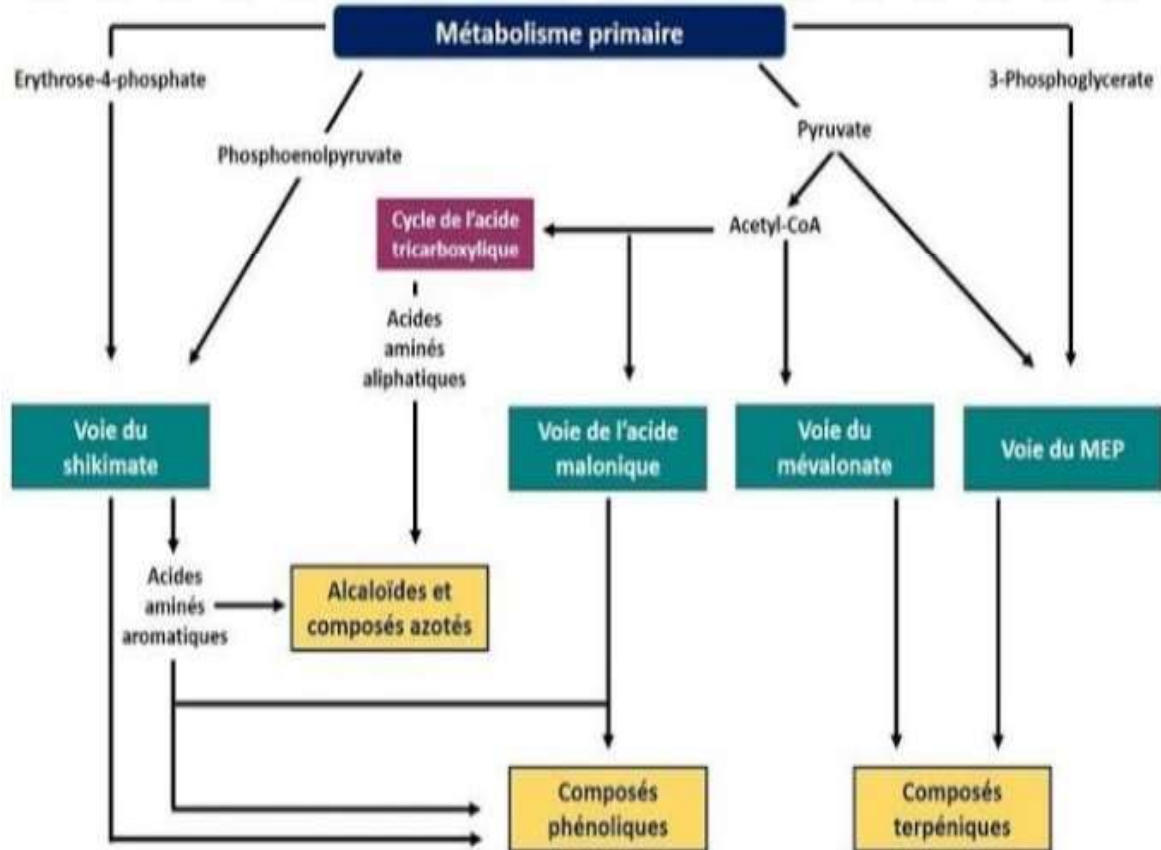 Métabolisme primaire
Erythrose-4-phosphate
3-Phosphoglycerate
Phosphoenolpyruvate
Pyruvate
Cycle de l'acide
tricarboxylique
Acetyl-CoA
Acides
aminés
aliphatiques
Voie du
shikimate
Voie de l'acide
malonique
Voie du
mévalonate
Voie du MEP
Acides
aminés
aromatiques
Alcaloïdes et
composés azotés
Composés
phénoliques
Composés
terpéniques